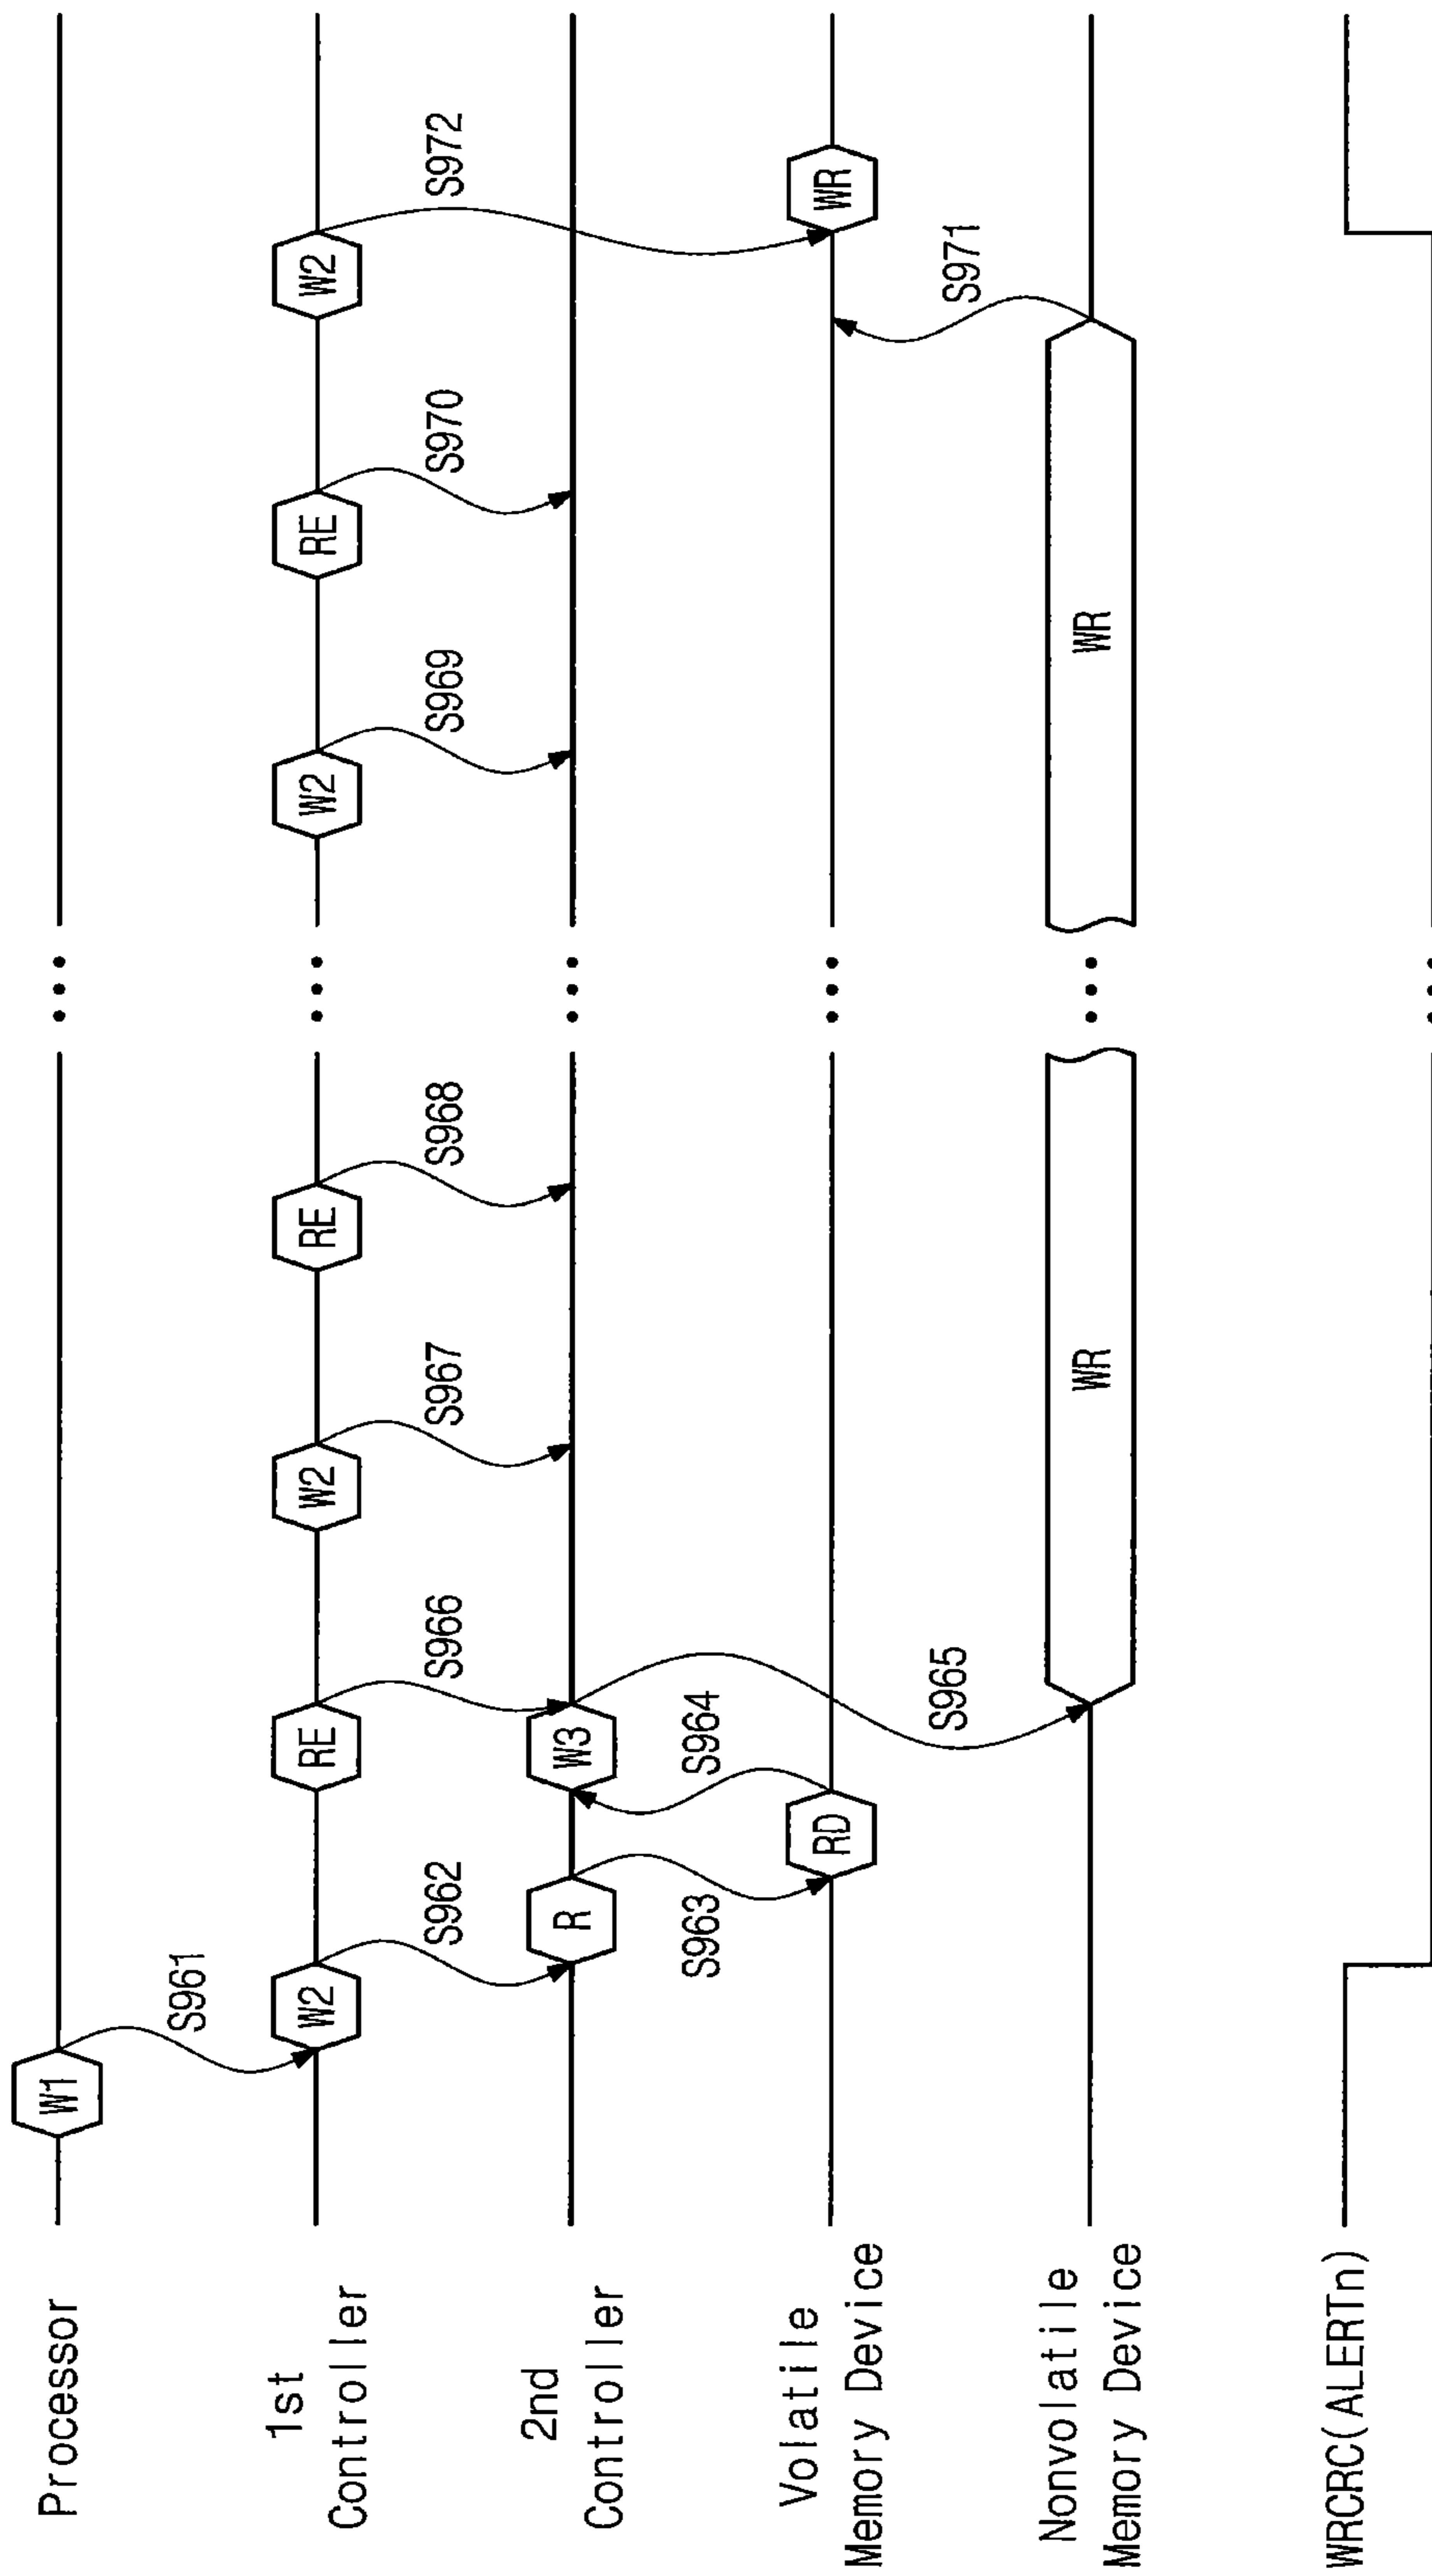 Processor
W1
S961
1st
Controller
W2
S962
RE
S966
W2
S967
RE
S968
...
W2
S969
RE
S970
W2
S972
2nd
Controller
R
S963
W3
S964
S965
Volatile
Memory Device
RD
WR
Nonvolatile
Memory Device
WR
WR
S971
WRCRC(ALERTn)